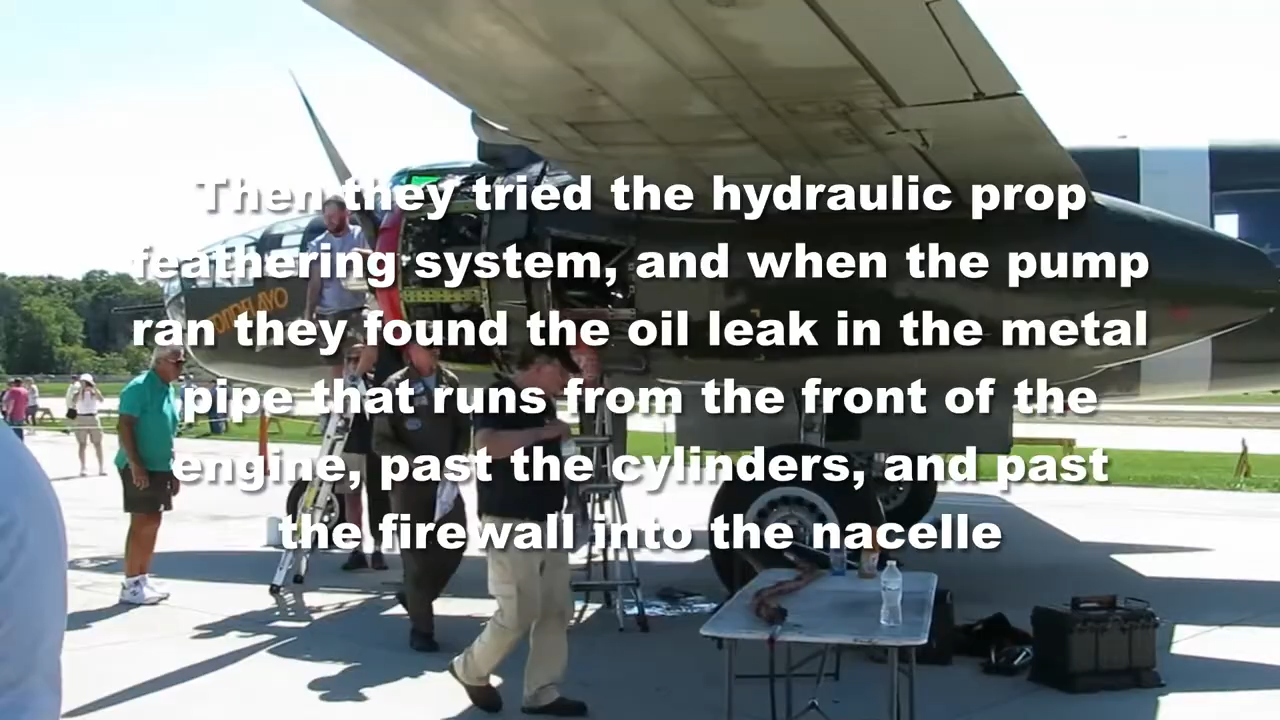 Then they tried the hydraulic prop
feathering system, and when the pump
ran they found the oil leak in the metal
pipe that runs from the front of the
engine, past the cylinders, and past
the firewall into the nacelle
TONDELAYO